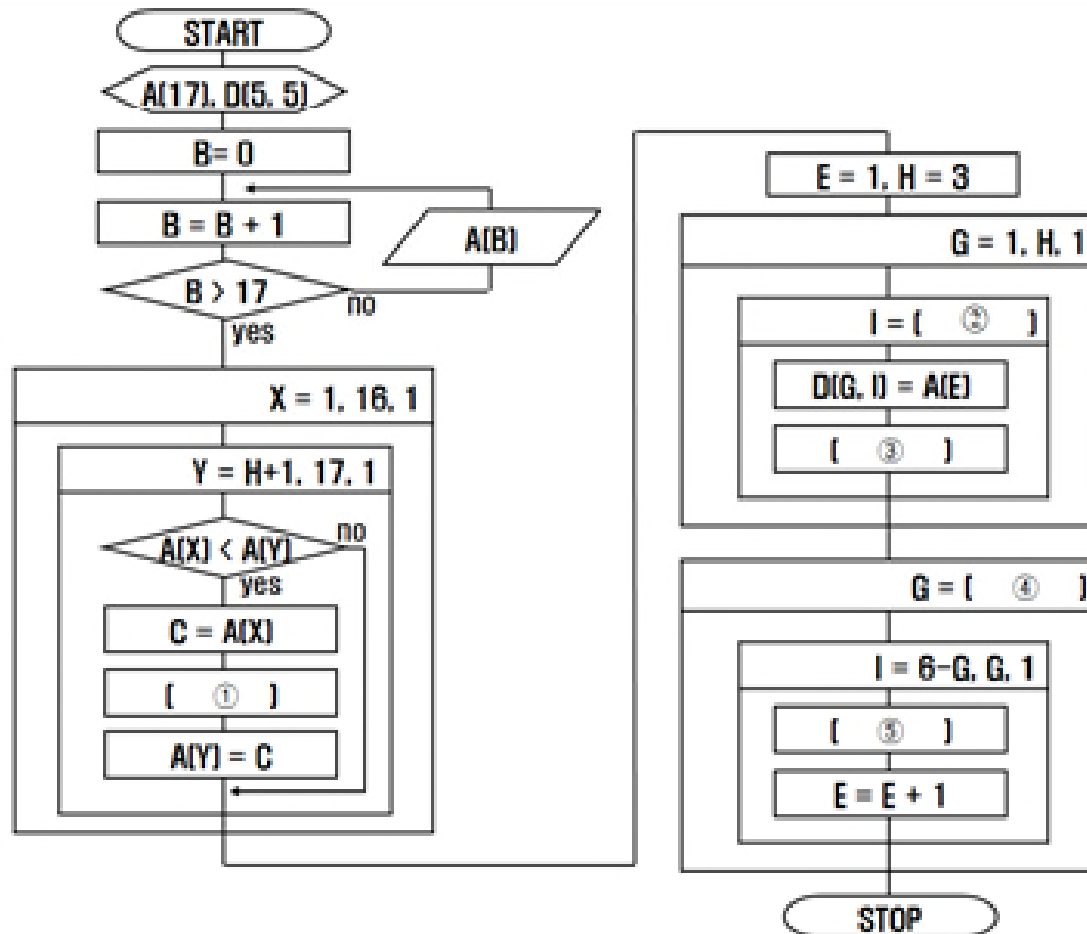 START
A(17), D(5, 5)
B= 0
B = B + 1
A(B)
B > 17
no
yes
X = 1, 16, 1
Y = H+1, 17, 1
A(X) < A(Y)
no
yes
C = A(X)
( ① )
A(Y) = C
E = 1, H = 3
G = 1, H, 1
I = ( ② )
D(G, I) = A(E)
( ③ )
G = ( ④ )
I = 6-G, G, 1
( ⑤ )
E = E + 1
STOP